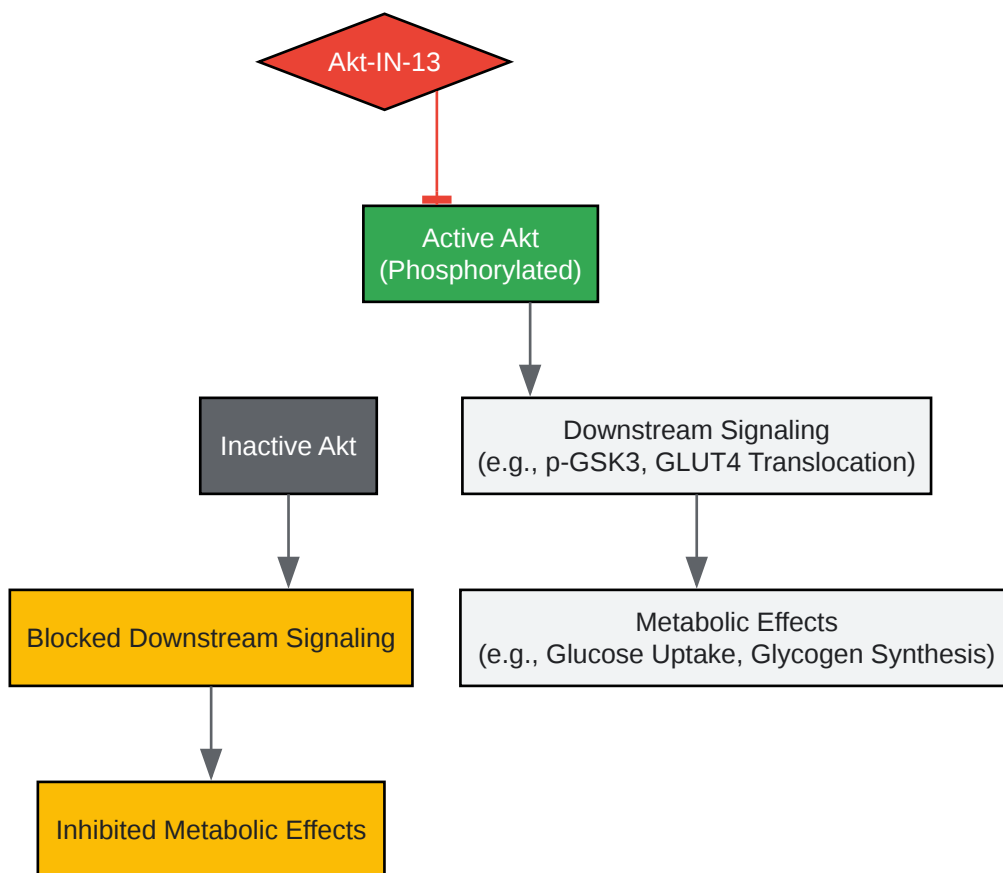 Akt-IN-13
Active Akt
(Phosphorylated)
Inactive Akt
Downstream Signaling
(e.g., p-GSK3, GLUT4 Translocation)
Blocked Downstream Signaling
Metabolic Effects
(e.g., Glucose Uptake, Glycogen Synthesis)
Inhibited Metabolic Effects